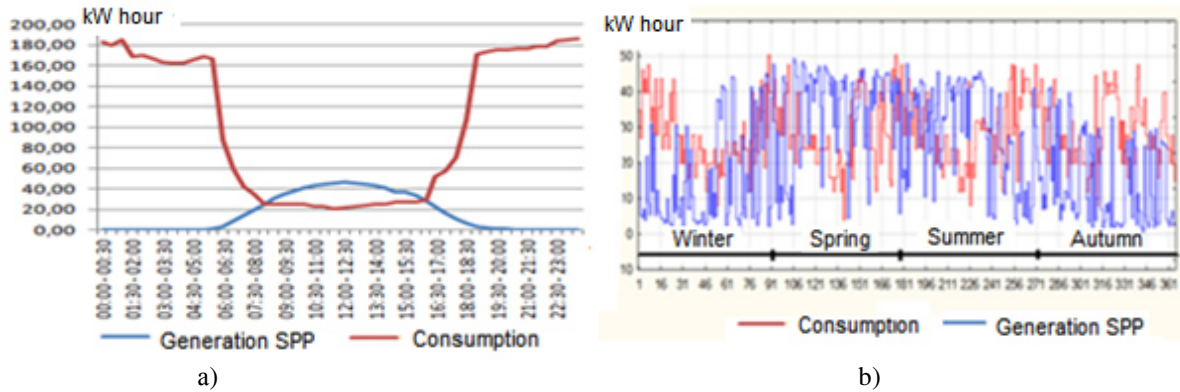 kW hour
200,00
180,00
160,00
140,00
120,00
100,00
80,00
60,00
40,00
20,00
0,00
00:00 - 00:30
01:30 - 02:00
03:00 - 03:30
04:30 - 05:00
06:00 - 06:30
07:30 - 08:00
09:00 - 09:30
10:30 - 11:00
12:00 - 12:30
13:30 - 14:00
15:00 - 15:30
16:30 - 17:00
18:00 - 18:30
19:30 - 20:00
21:00 - 21:30
22:30 - 23:00
Generation SPP Consumption
a)
kW hour
50
40
30
20
10
0
10
Winter Spring Summer Autumn
1 16 31 46 61 76 91 106 121 136 151 166 181 196 211 226 241 256 271 286 301 316 331 346 361
Consumption Generation SPP
b)